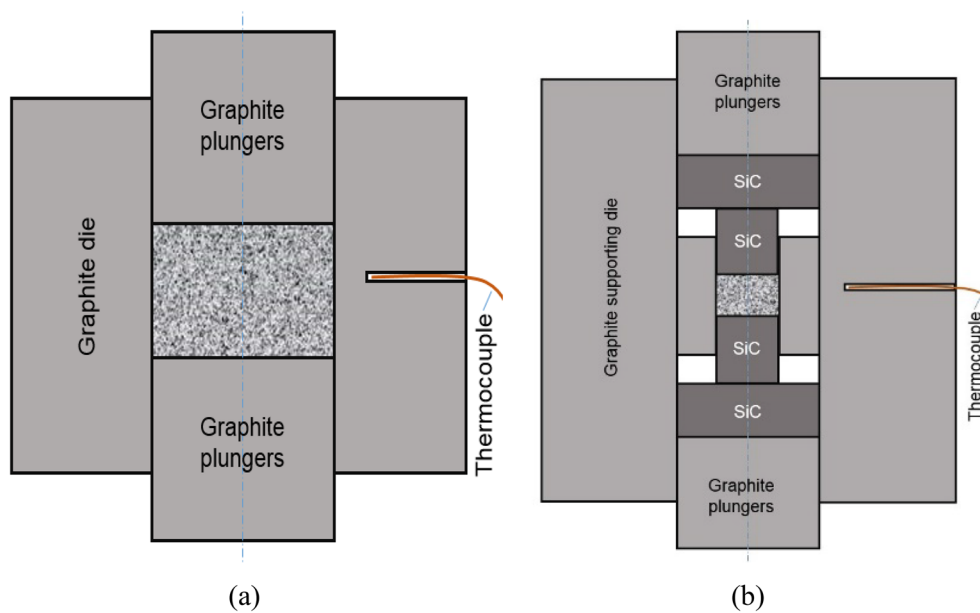 Graphite
plungers
Graphite die
Graphite
plungers
Thermocouple
(a)
Graphite
plungers
SiC
SiC
Graphite supporting die
SiC
SiC
Graphite
plungers
Thermocouple
(b)